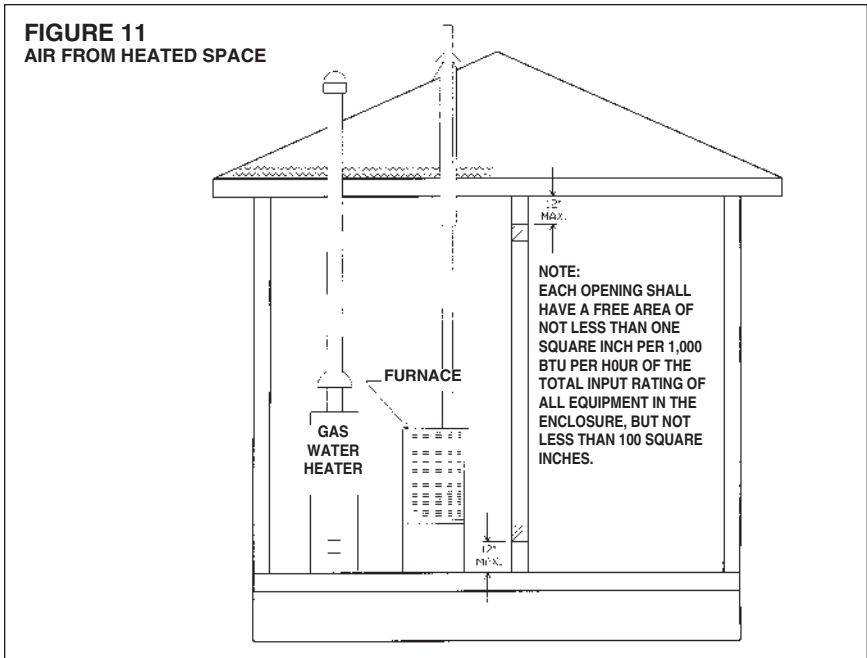 FIGURE 11
AIR FROM HEATED SPACE
12"
MAX.
NOTE:
EACH OPENING SHALL
HAVE A FREE AREA OF
NOT LESS THAN ONE
SQUARE INCH PER 1,000
BTU PER H0UR OF THE
TOTAL INPUT RATING OF
ALL EQUIPMENT IN THE
ENCLOSURE, BUT NOT
LESS THAN 100 SQUARE
INCHES.
FURNACE
GAS
WATER
HEATER
12"
MAX.